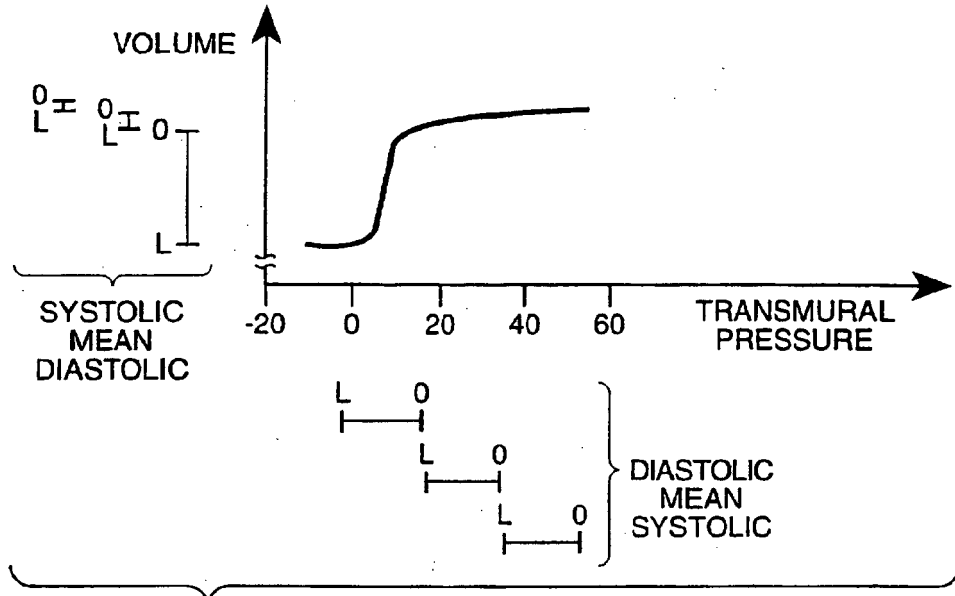 VOLUME
0
L
0
L
0
L
SYSTOLIC
MEAN
DIASTOLIC
-20 0 20 40 60
TRANSMURAL
PRESSURE
L 0
L 0
L 0
DIASTOLIC
MEAN
SYSTOLIC